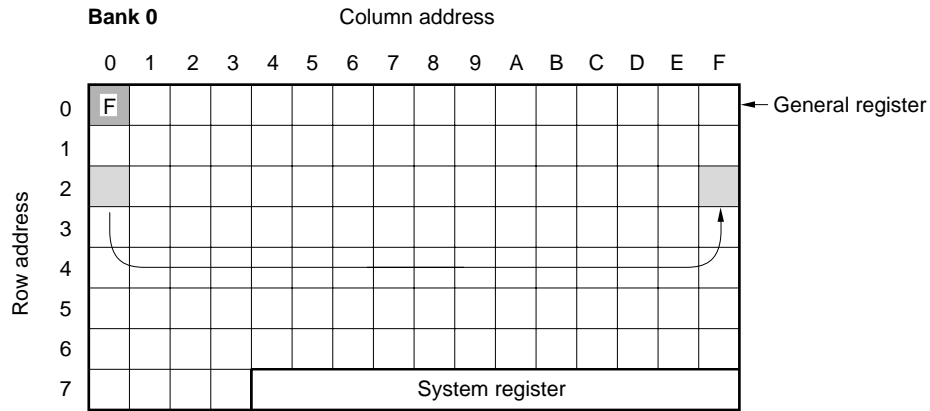 Bank 0 Column address
0 1 2 3 4 5 6 7 8 9 A B C D E F
0 F General register
1
2
3
4
5
6
7 System register
Row address